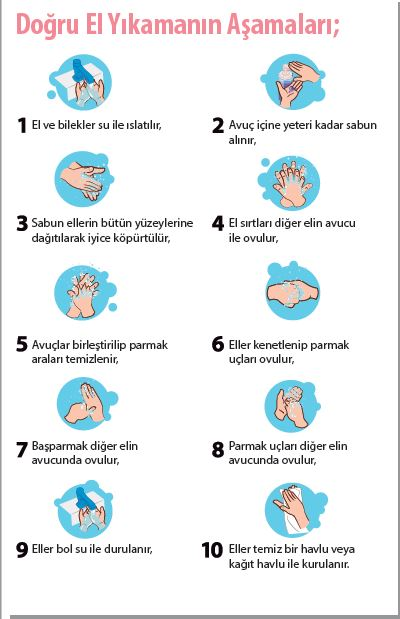 Doğru El Yıkamanın Aşamaları;
1 El ve bilekler su ile ıslatılır,
2 Avuç içine yeteri kadar sabun
alınır,
3 Sabun ellerin bütün yüzeylerine
dağıtılarak iyice köpürtülür,
4 El sırtları diğer elin avucu
ile ovulur,
5 Avuçlar birleştirilip parmak
araları temizlenir,
6 Eller kenetlenip parmak
uçları ovulur,
7 Başparmak diğer elin
avucunda ovulur,
8 Parmak uçları diğer elin
avucunda ovulur,
9 Eller bol su ile durulanır,
10 Eller temiz bir havlu veya
kağıt havlu ile kurulanır.